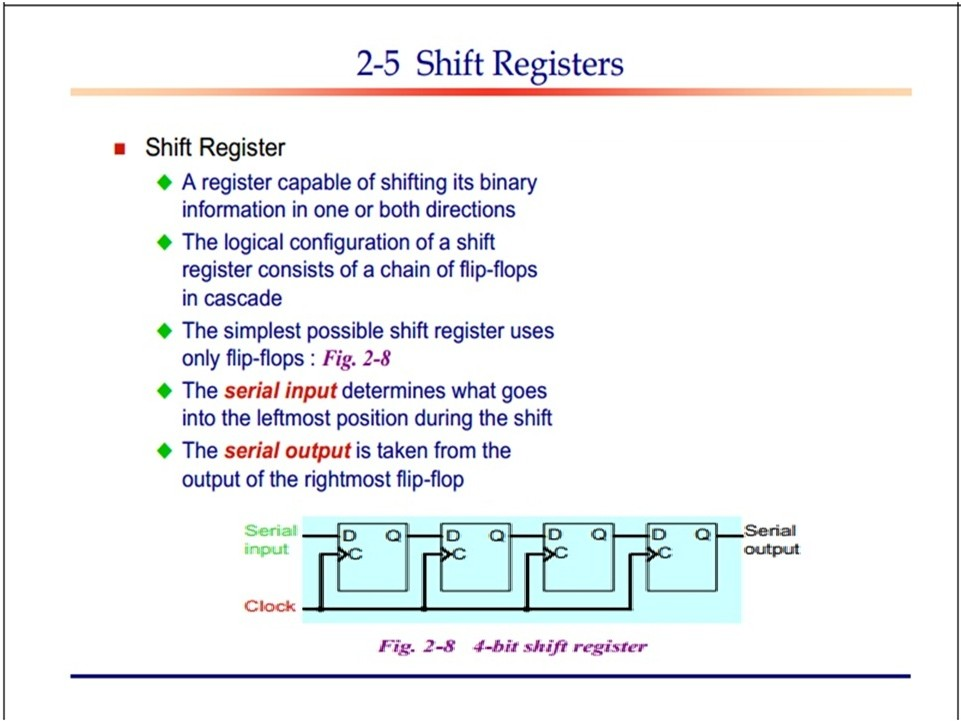 2-5 Shift Registers
Shift Register
A register capable of shifting its binary
information in one or both directions
The logical configuration of a shift
register consists of a chain of flip-flops
in cascade
The simplest possible shift register uses
only flip-flops : Fig. 2-8
The serial input determines what goes
into the leftmost position during the shift
The serial output is taken from the
output of the rightmost flip-flop
Serial
input
D Q D Q D Q D Q
C C C C
Serial
output
Clock
Fig. 2-8 4-bit shift register